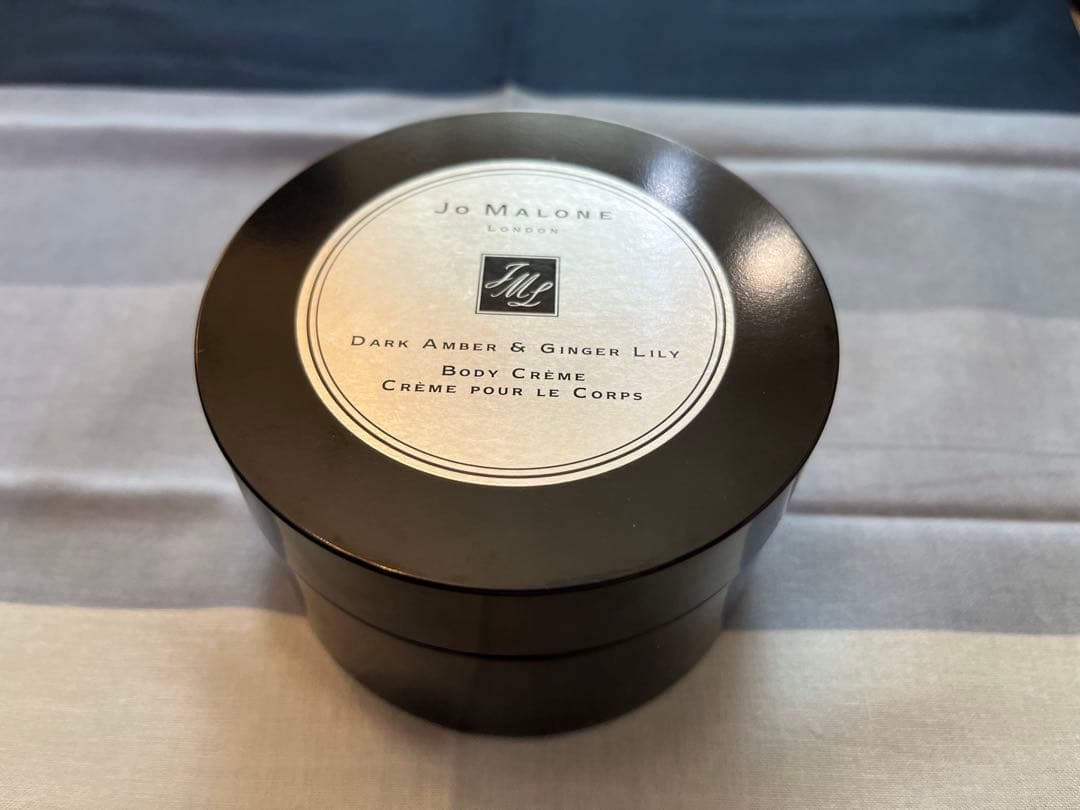 Jo Malone
London
JML
Dark Amber & Ginger Lily
Body Crème
Crème pour le Corps